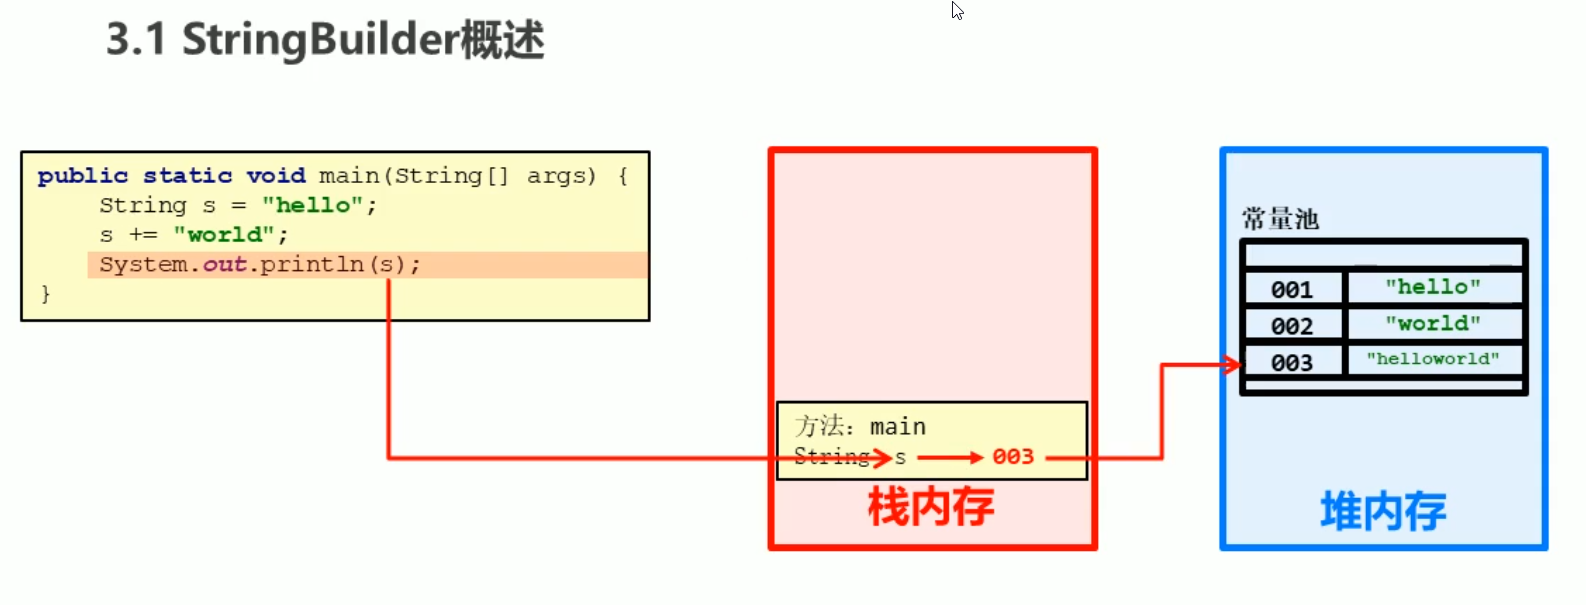 3.1 StringBuilder概述
public static void main(String[] args) {
String s = "hello";
s += "world";
System.out.println(s);
}
方法：main
String s 003
栈内存
常量池
001 "hello"
002 "world"
003 "helloworld"
堆内存